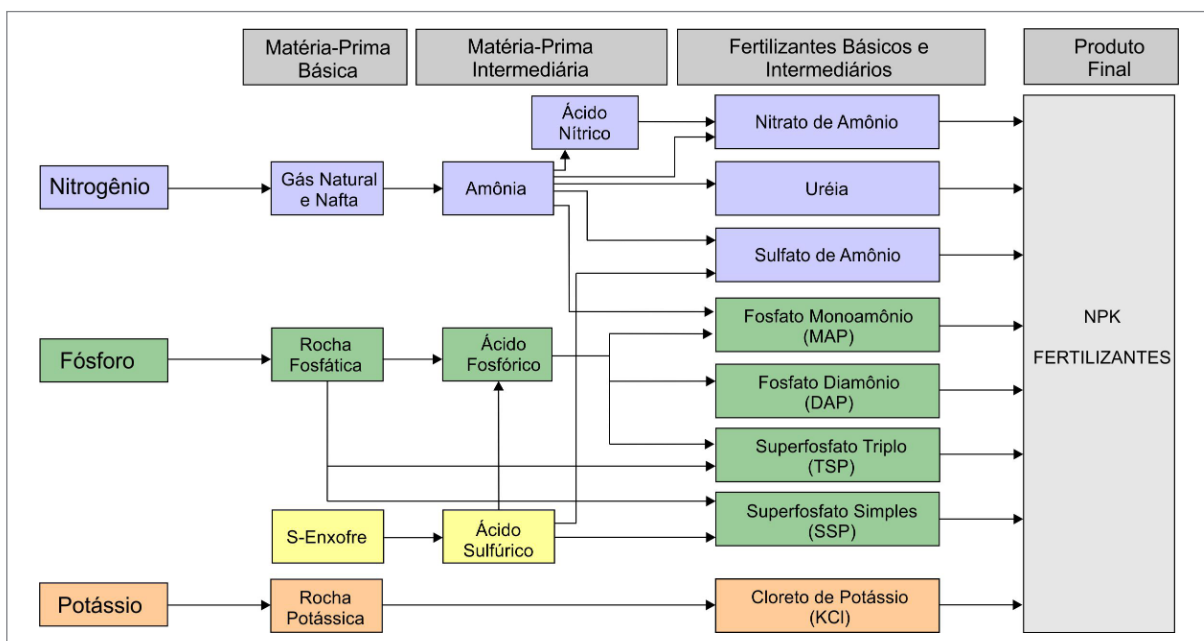 Matéria-Prima
Básica
Matéria-Prima
Intermediária
Fertilizantes Básicos e
Intermediários
Produto
Final
Ácido
Nítrico
Nitrato de Amônio
Nitrogênio
Gás Natural
e Nafta
Amônia
Uréia
Sulfato de Amônio
Fósforo
Rocha
Fosfática
Ácido
Fosfórico
Fosfato Monoamônio
(MAP)
NPK
FERTILIZANTES
Fosfato Diamônio
(DAP)
Superfosfato Triplo
(TSP)
S-Enxofre
Ácido
Sulfúrico
Superfosfato Simples
(SSP)
Potássio
Rocha
Potássica
Cloreto de Potássio
(KCl)